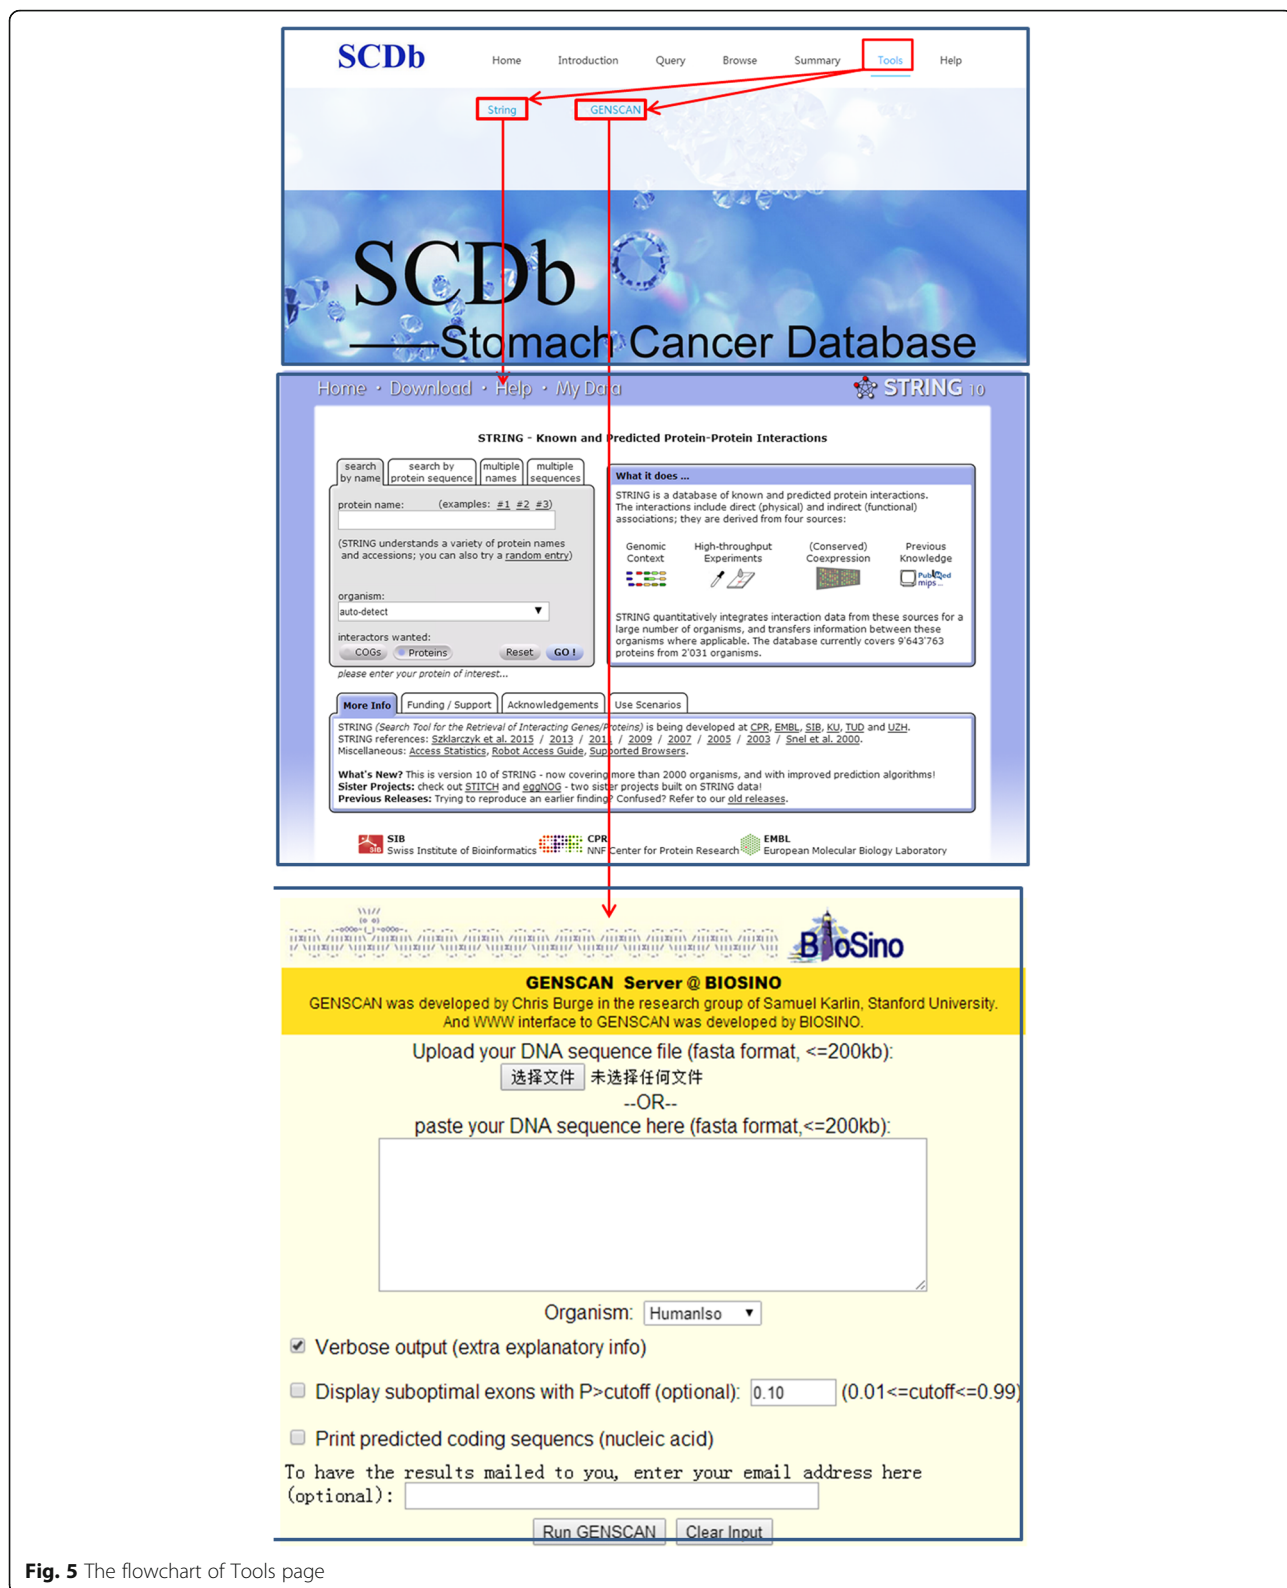 SCDb
Home Introduction Query Browse Summary Tools Help
String GENSCAN
SCDb
——Stomach Cancer Database
Home · Download · Help · My Data STRING 10
STRING - Known and Predicted Protein-Protein Interactions
search by name
search by protein sequence
multiple names
multiple sequences
protein name: (examples: #1 #2 #3)
(STRING understands a variety of protein names
and accessions; you can also try a random entry)
organism:
auto-detect
interactors wanted:
COGs Proteins Reset GO !
please enter your protein of interest...
What it does ...
STRING is a database of known and predicted protein interactions.
The interactions include direct (physical) and indirect (functional)
associations; they are derived from four sources:
Genomic Context
High-throughput Experiments
(Conserved) Coexpression
Previous Knowledge
PubMed
mips ..
STRING quantitatively integrates interaction data from these sources for a
large number of organisms, and transfers information between these
organisms where applicable. The database currently covers 9'643'763
proteins from 2'031 organisms.
More Info Funding / Support Acknowledgements Use Scenarios
STRING (Search Tool for the Retrieval of Interacting Genes/Proteins) is being developed at CPR, EMBL, SIB, KU, TUD and UZH.
STRING references: Szklarczyk et al. 2015 / 2013 / 2011 / 2009 / 2007 / 2005 / 2003 / Snel et al. 2000.
Miscellaneous: Access Statistics, Robot Access Guide, Supported Browsers.
What's New? This is version 10 of STRING - now covering more than 2000 organisms, and with improved prediction algorithms!
Sister Projects: check out STITCH and eggNOG - two sister projects built on STRING data!
Previous Releases: Trying to reproduce an earlier finding? Confused? Refer to our old releases.
SIB
SIB
Swiss Institute of Bioinformatics
CPR
CPR
NNF Center for Protein Research
EMBL
European Molecular Biology Laboratory
BioSino
GENSCAN Server @ BIOSINO
GENSCAN was developed by Chris Burge in the research group of Samuel Karlin, Stanford University.
And WWW interface to GENSCAN was developed by BIOSINO.
Upload your DNA sequence file (fasta format, <=200kb):
选择文件 未选择任何文件
--OR--
paste your DNA sequence here (fasta format,<=200kb):
Organism: HumanIso
Verbose output (extra explanatory info)
Display suboptimal exons with P>cutoff (optional): 0.10 (0.01<=cutoff<=0.99)
Print predicted coding sequencs (nucleic acid)
To have the results mailed to you, enter your email address here
(optional):
Run GENSCAN Clear Input
Fig. 5 The flowchart of Tools page